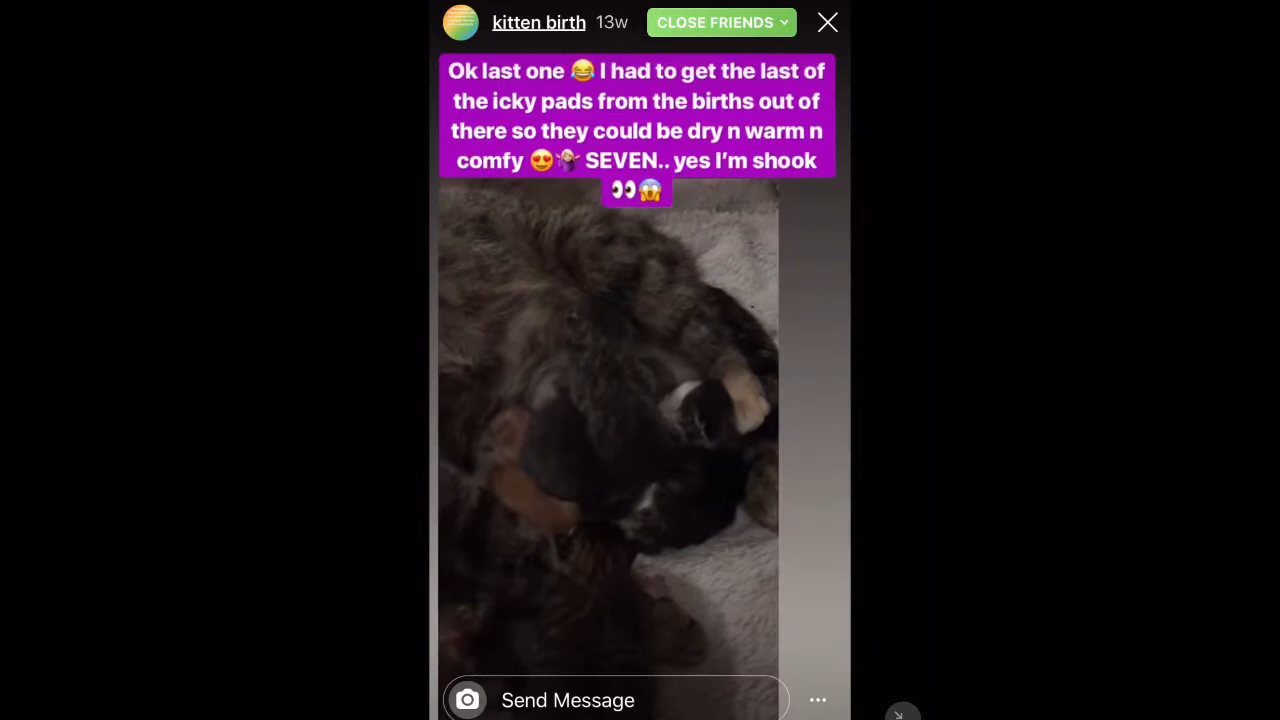 kitten birth 13w CLOSE FRIENDS
Ok last one 😂 I had to get the last of
the icky pads from the births out of
there so they could be dry n warm n
comfy 😍🤷🏼‍♀️ SEVEN.. yes I’m shook
👀😱
Send Message